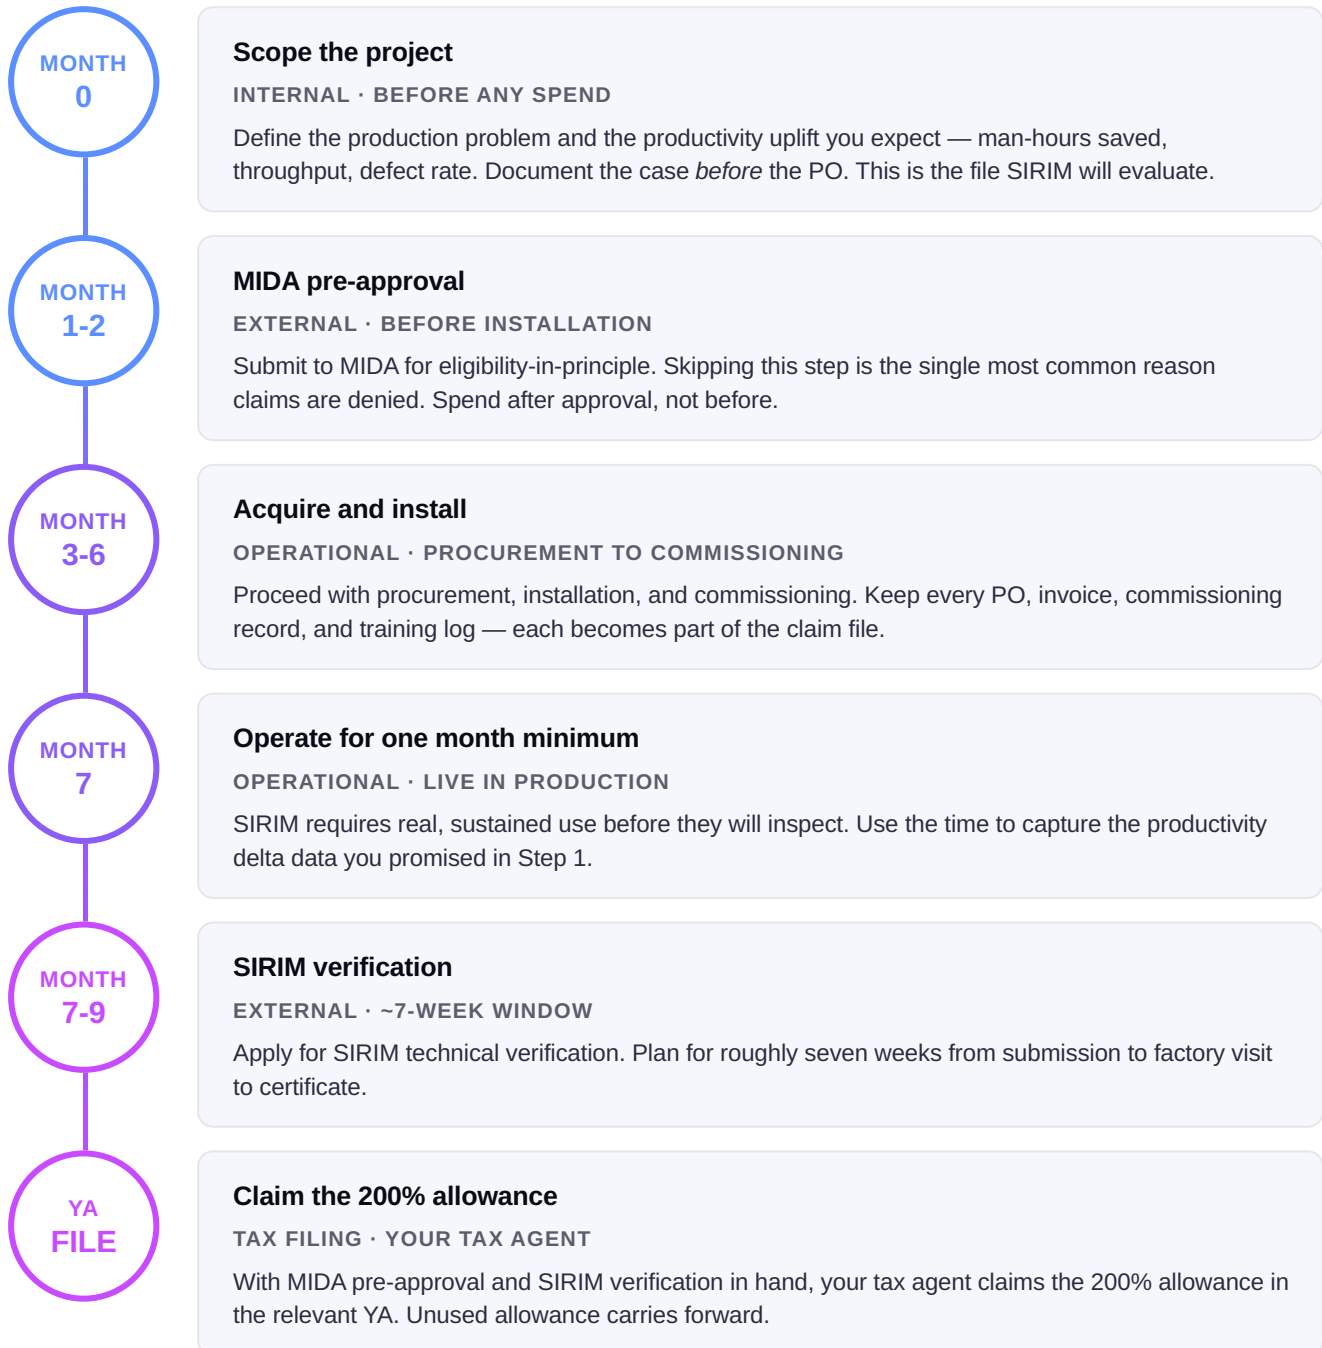 MONTH
0
Scope the project
INTERNAL · BEFORE ANY SPEND
Define the production problem and the productivity uplift you expect — man-hours saved,
throughput, defect rate. Document the case before the PO. This is the file SIRIM will evaluate.
MONTH
1-2
MIDA pre-approval
EXTERNAL · BEFORE INSTALLATION
Submit to MIDA for eligibility-in-principle. Skipping this step is the single most common reason
claims are denied. Spend after approval, not before.
MONTH
3-6
Acquire and install
OPERATIONAL · PROCUREMENT TO COMMISSIONING
Proceed with procurement, installation, and commissioning. Keep every PO, invoice, commissioning
record, and training log — each becomes part of the claim file.
MONTH
7
Operate for one month minimum
OPERATIONAL · LIVE IN PRODUCTION
SIRIM requires real, sustained use before they will inspect. Use the time to capture the productivity
delta data you promised in Step 1.
MONTH
7-9
SIRIM verification
EXTERNAL · ~7-WEEK WINDOW
Apply for SIRIM technical verification. Plan for roughly seven weeks from submission to factory visit
to certificate.
YA
FILE
Claim the 200% allowance
TAX FILING · YOUR TAX AGENT
With MIDA pre-approval and SIRIM verification in hand, your tax agent claims the 200% allowance in
the relevant YA. Unused allowance carries forward.